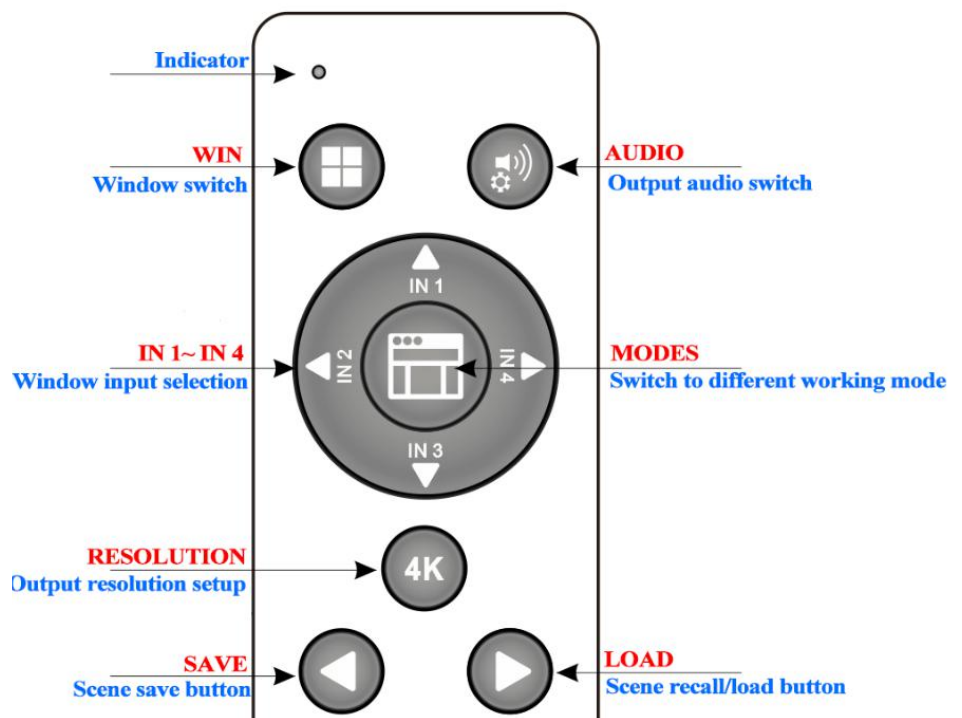 Indicator
WIN
Window switch
AUDIO
Output audio switch
IN 1
IN 1~ IN 4
Window input selection
IN 2
IN 4
MODES
Switch to different working mode
IN 3
RESOLUTION
Output resolution setup
4K
SAVE
Scene save button
LOAD
Scene recall/load button